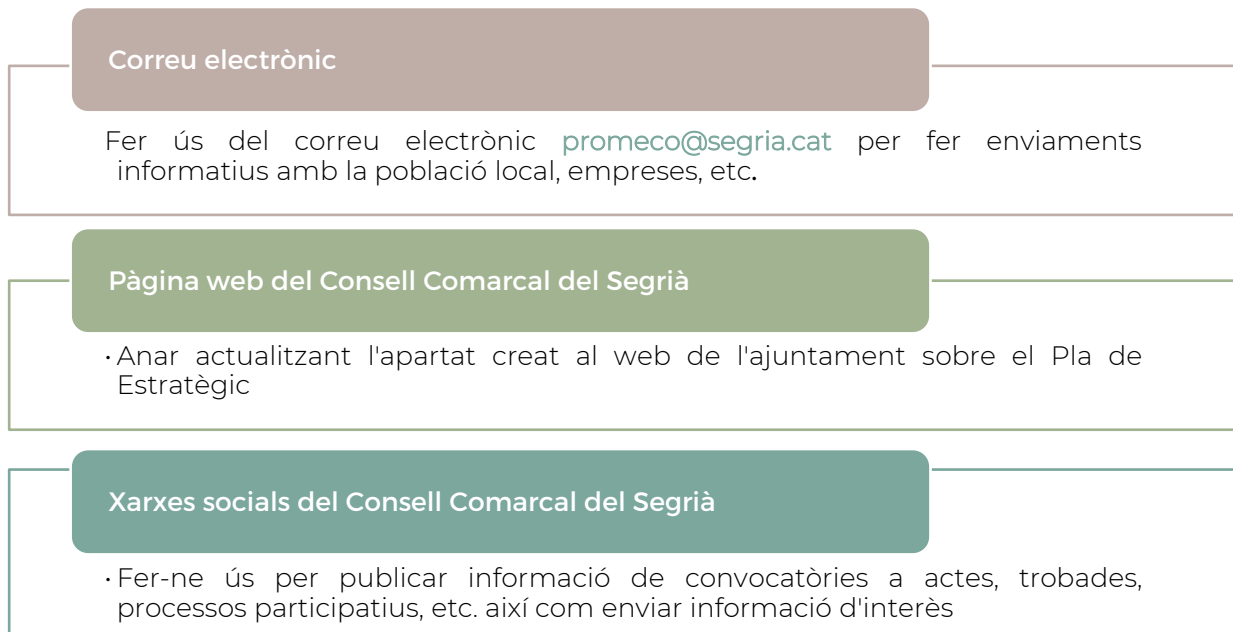 Correu electrònic
Fer ús del correu electrònic promeco@segria.cat per fer enviaments
informatius amb la població local, empreses, etc.
Pàgina web del Consell Comarcal del Segrià
· Anar actualitzant l'apartat creat al web de l'ajuntament sobre el Pla de
Estratègic
Xarxes socials del Consell Comarcal del Segrià
· Fer-ne ús per publicar informació de convocatòries a actes, trobades,
processos participatius, etc. així com enviar informació d'interès